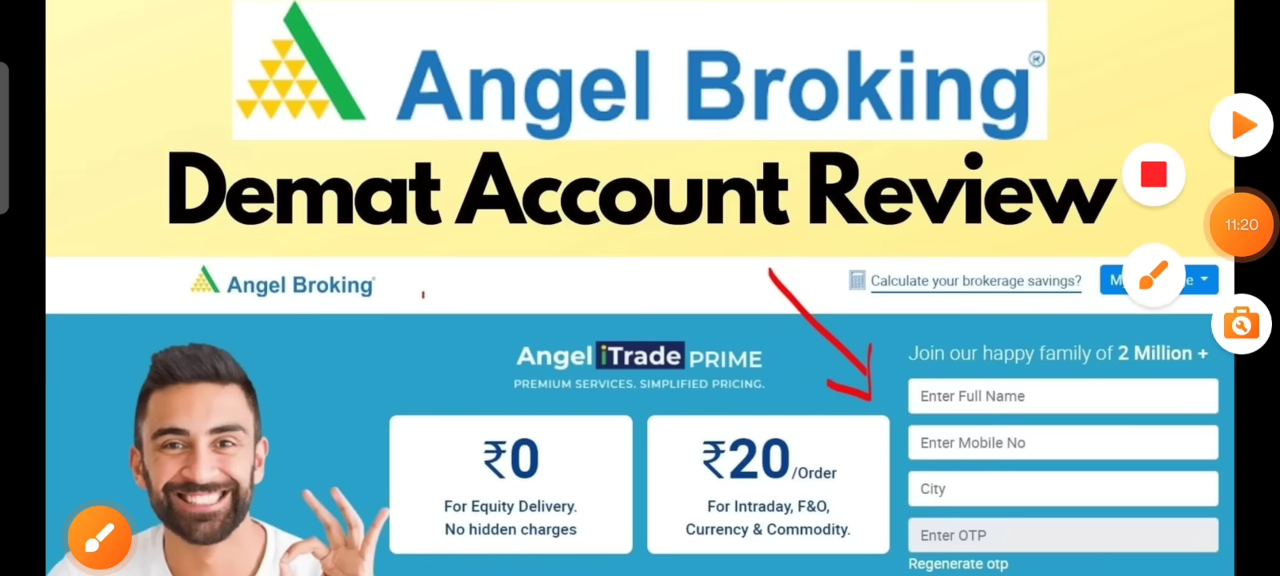 Angel Broking®
Demat Account Review
11:20
Angel Broking
Calculate your brokerage savings?
Angel iTrade PRIME
PREMIUM SERVICES. SIMPLIFIED PRICING.
Join our happy family of 2 Million +
Enter Full Name
₹0
For Equity Delivery.
No hidden charges
₹20/Order
For Intraday, F&O,
Currency & Commodity.
Enter Mobile No
City
Enter OTP
Regenerate otp